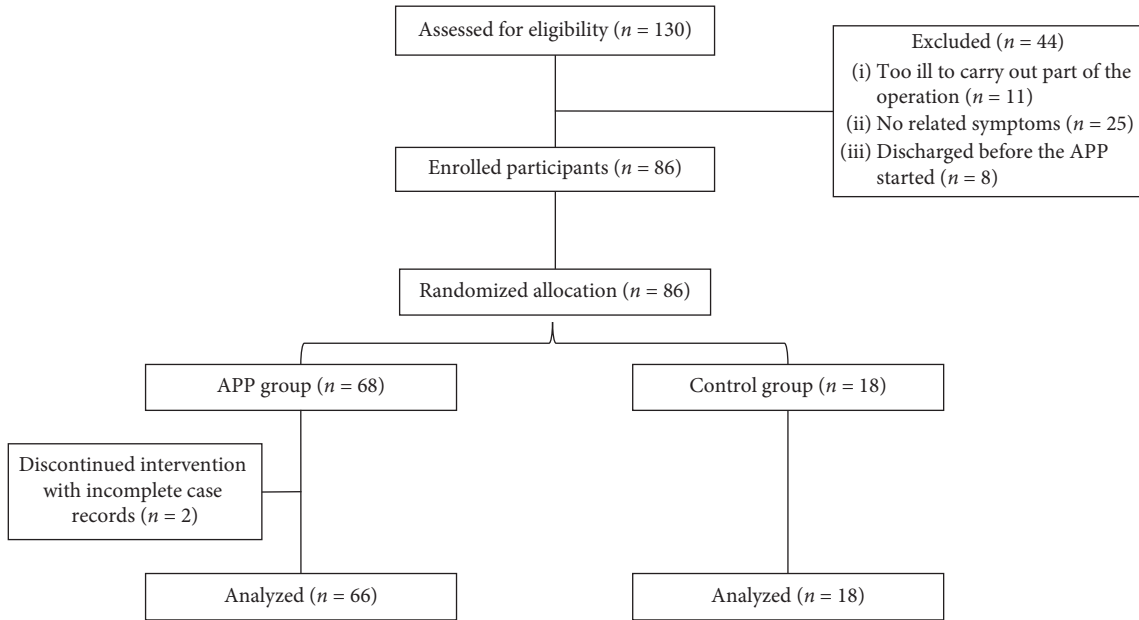 Assessed for eligibility (n = 130)
Excluded (n = 44)
(i) Too ill to carry out part of the
operation (n = 11)
(ii) No related symptoms (n = 25)
(iii) Discharged before the APP
started (n = 8)
Enrolled participants (n = 86)
Randomized allocation (n = 86)
APP group (n = 68)
Control group (n = 18)
Discontinued intervention
with incomplete case
records (n = 2)
Analyzed (n = 66)
Analyzed (n = 18)